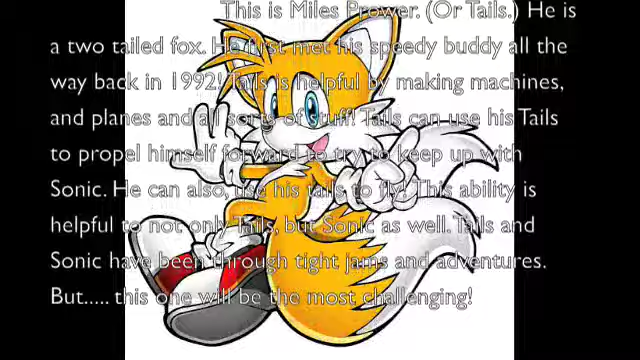 This is Miles Prower. (Or Tails.) He is
a two tailed fox. He first met his speedy buddy all the
way back in 1992! Tails is helpful by making machines,
and planes and all sorts of stuff! Tails can use his Tails
to propel himself forward to try to keep up with
Sonic. He can also, use his tails to fly! This ability is
helpful to not only Tails, but Sonic as well. Tails and
Sonic have been through tight jams and adventures.
But..... this one will be the most challenging!